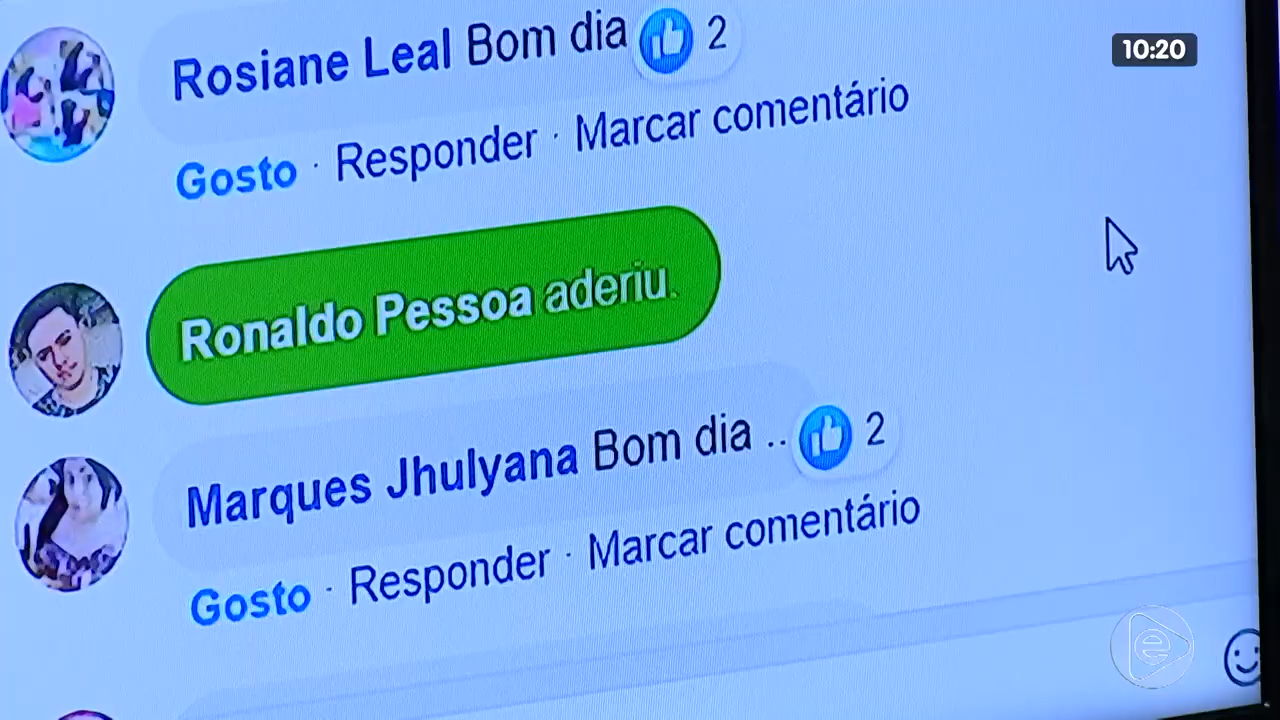 10:20
Rosiane Leal Bom dia 2
Gosto · Responder · Marcar comentário
Ronaldo Pessoa aderiu.
Marques Jhulyana Bom dia .. 2
Gosto · Responder · Marcar comentário
e